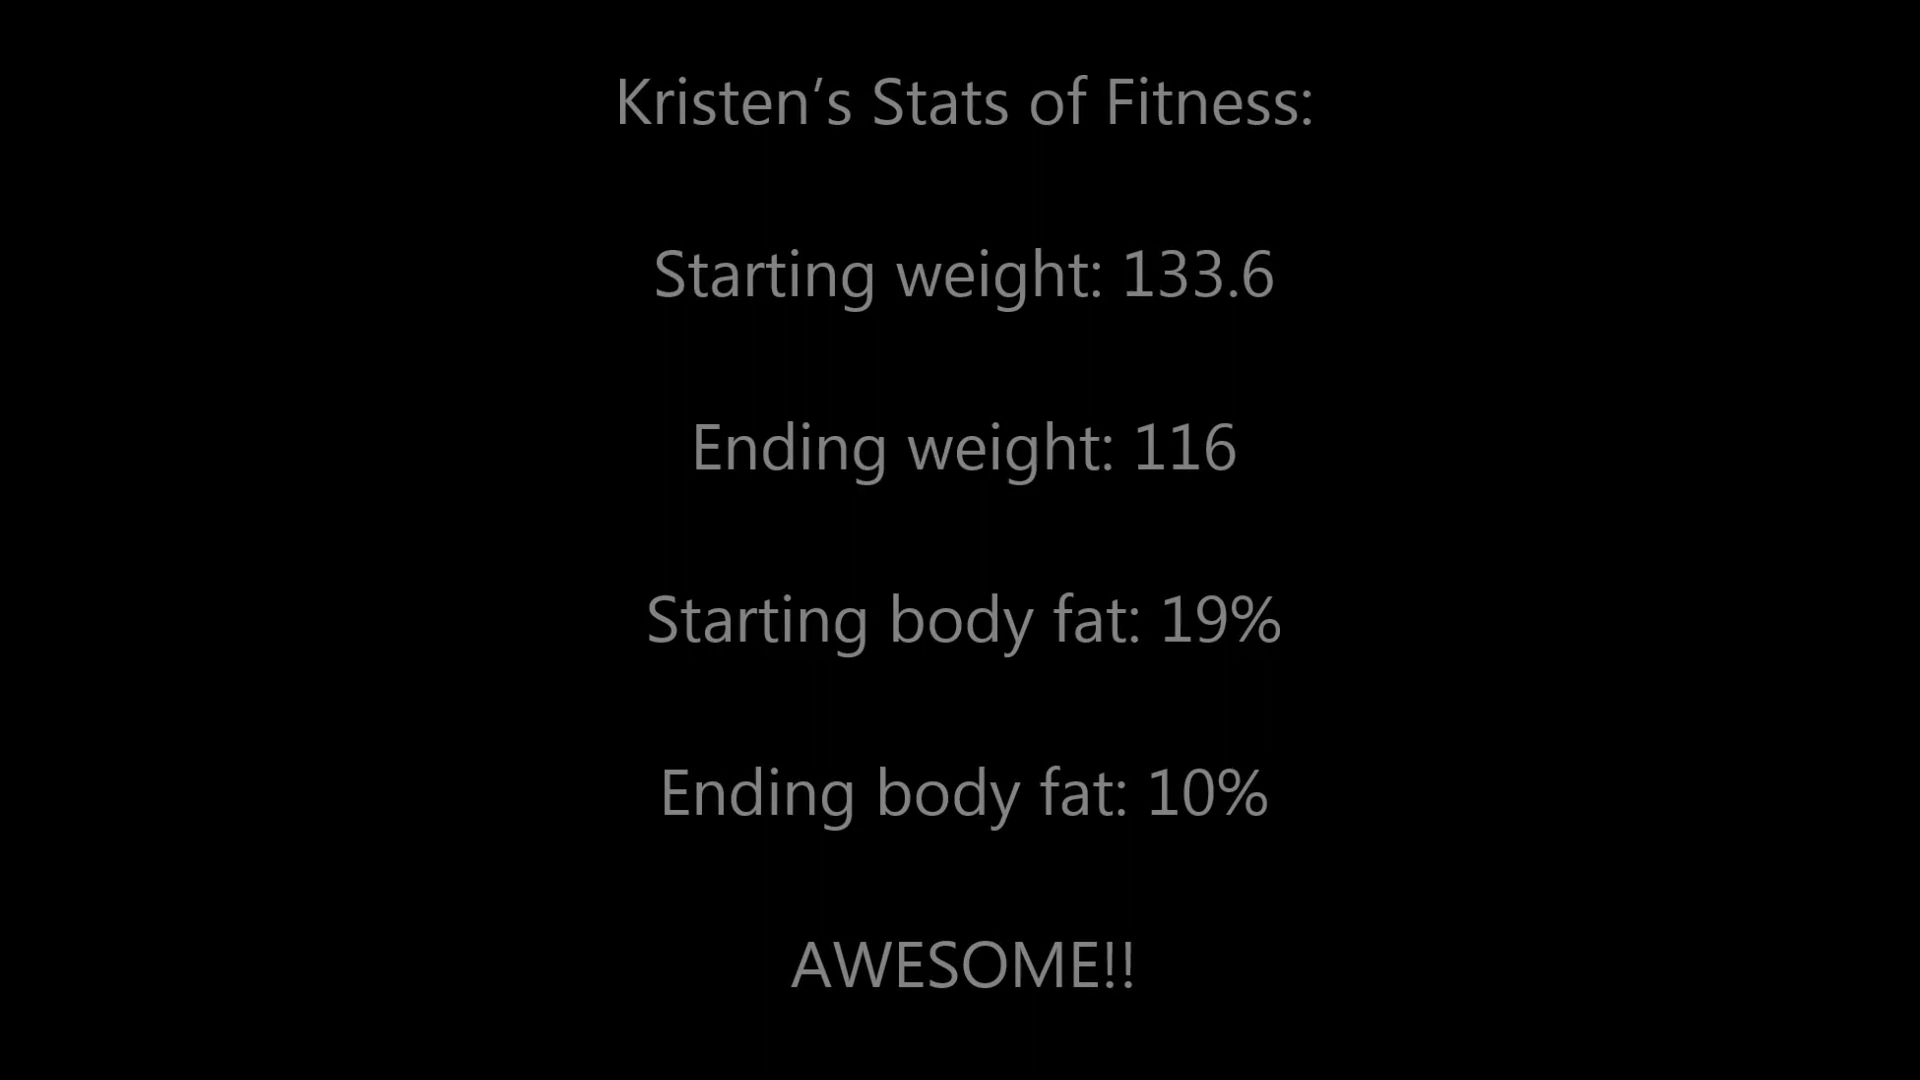 Kristen‘s Stats of Fitness:
Starting weight: 133.6
Ending weight: 116
Starting body fat: 19%
Ending body fat: 10%
AWESOME!!